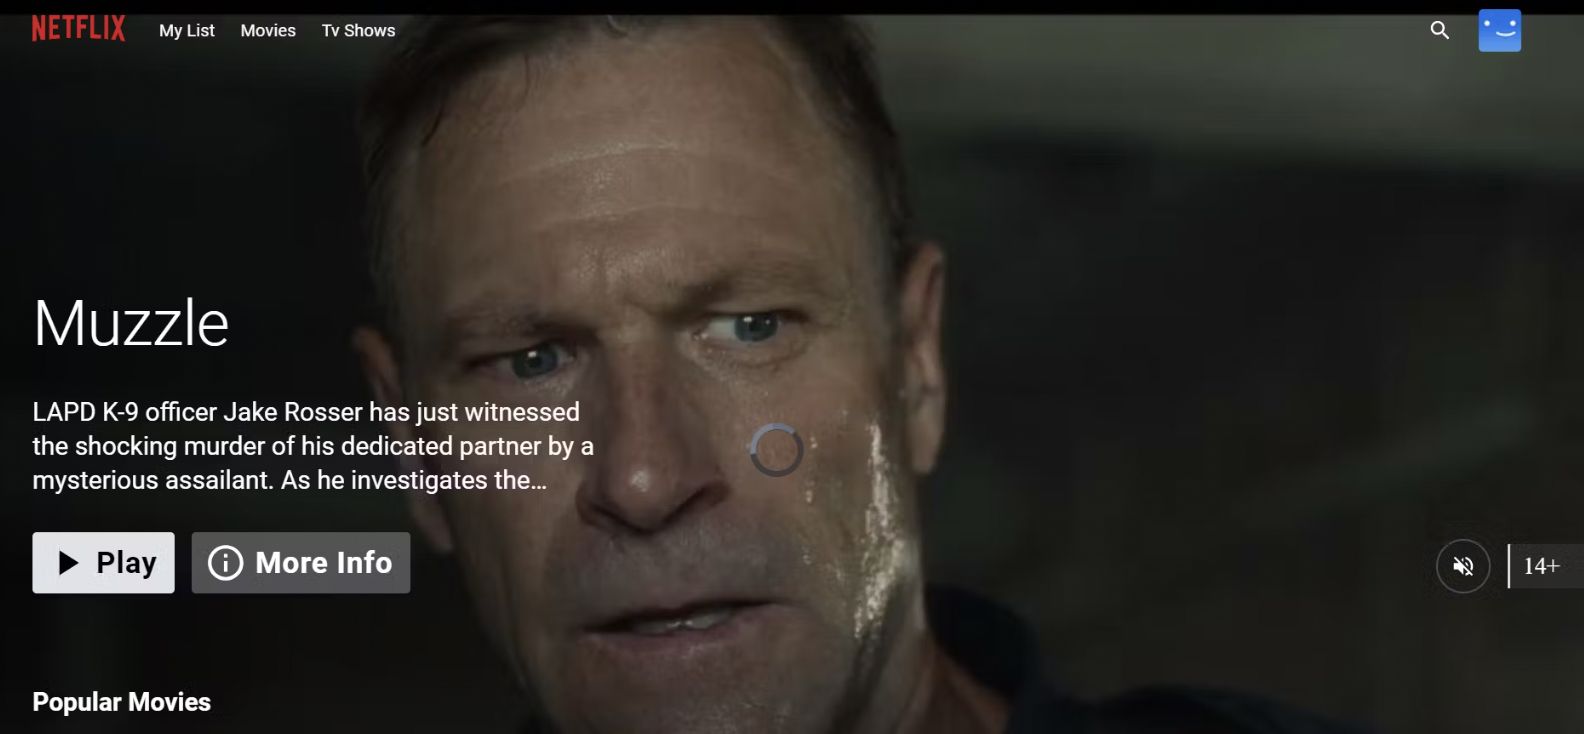 NETFLIX
My List
Movies
Tv Shows
Muzzle
LAPD K-9 officer Jake Rosser has just witnessed
the shocking murder of his dedicated partner by a
mysterious assailant. As he investigates the...
Play
More Info
14+
Popular Movies